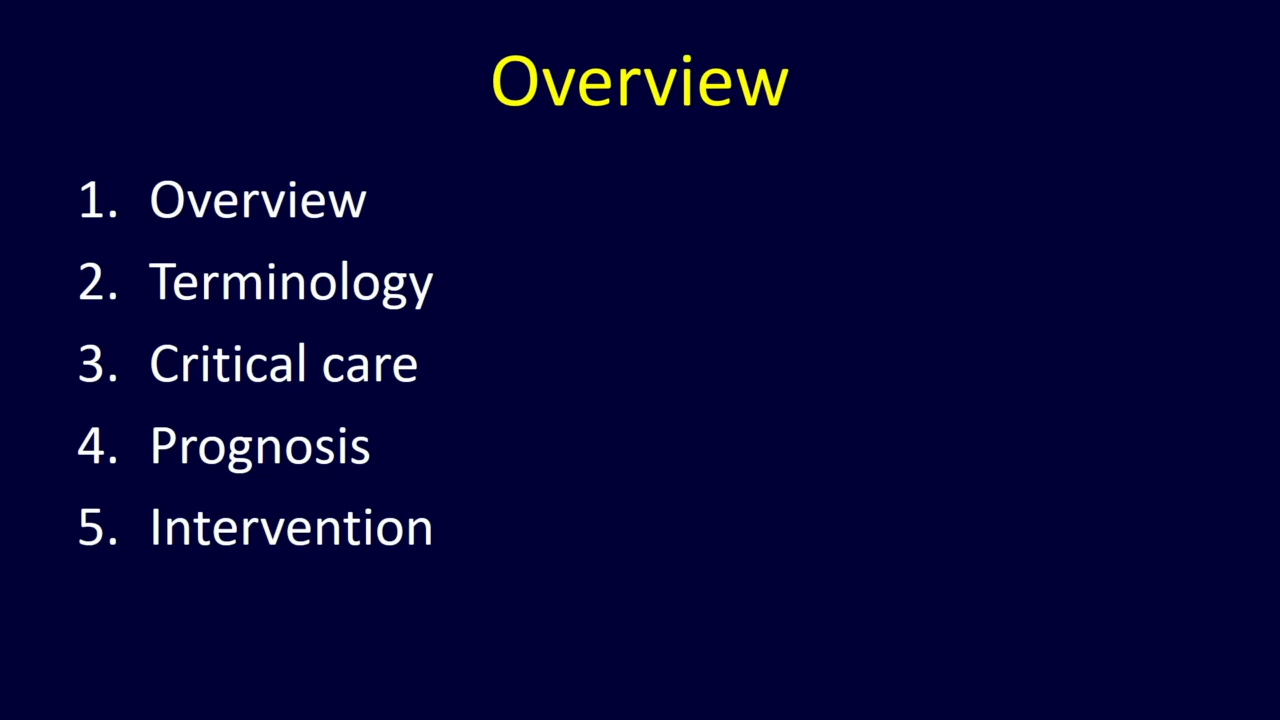 Overview
1. Overview
2. Terminology
3. Critical care
4. Prognosis
5. Intervention